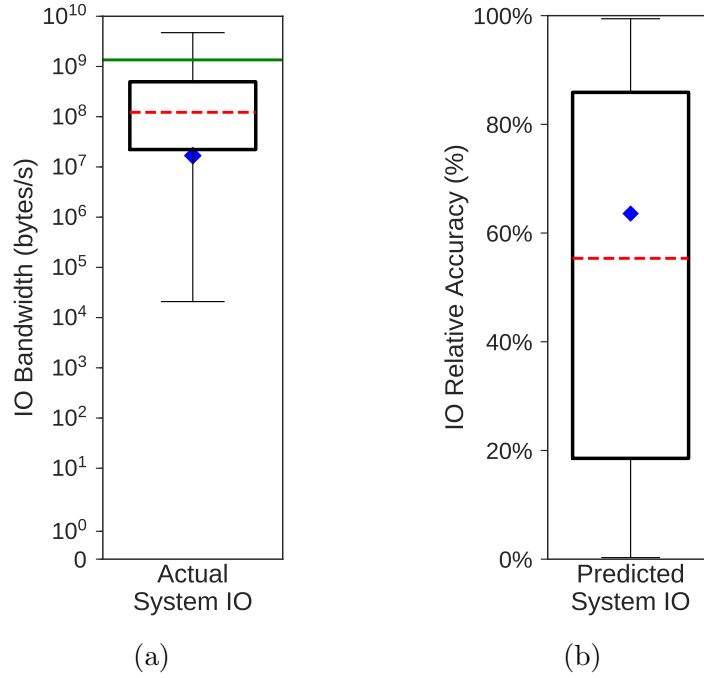 IO Bandwidth (bytes/s)
10^10
10^9
10^8
10^7
10^6
10^5
10^4
10^3
10^2
10^1
10^0
0
Actual
System IO
(a)
IO Relative Accuracy (%)
100%
80%
60%
40%
20%
0%
Predicted
System IO
(b)